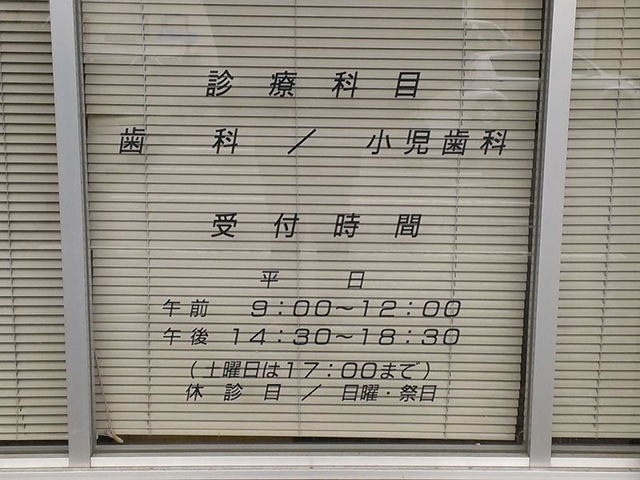 診療科目
歯科／小児歯科
受付時間
平日
午前 9：00～12：00
午後 14：30～18：30
（土曜日は17：00まで）
休診日／日曜・祭日